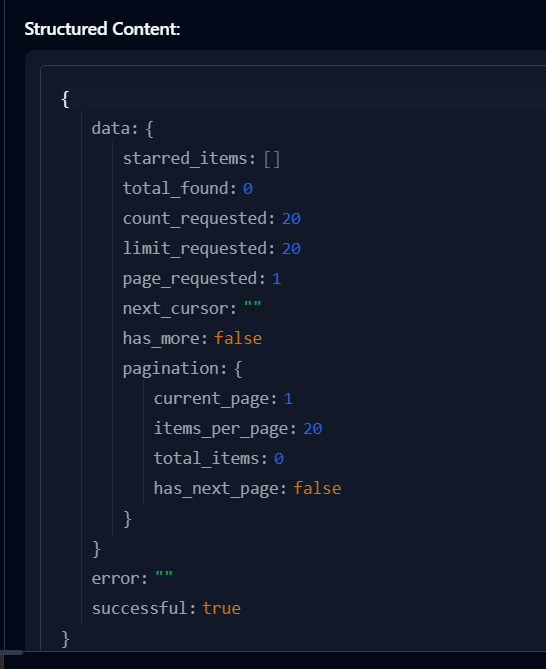 Structured Content:
{
data: {
starred_items: []
total_found: 0
count_requested: 20
limit_requested: 20
page_requested: 1
next_cursor: ""
has_more: false
pagination: {
current_page: 1
items_per_page: 20
total_items: 0
has_next_page: false
}
}
error: ""
successful: true
}